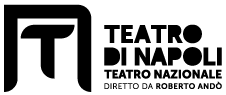 TEATRO
DI NAPOLI
TEATRO NAZIONALE
DIRETTO DA ROBERTO ANDÒ